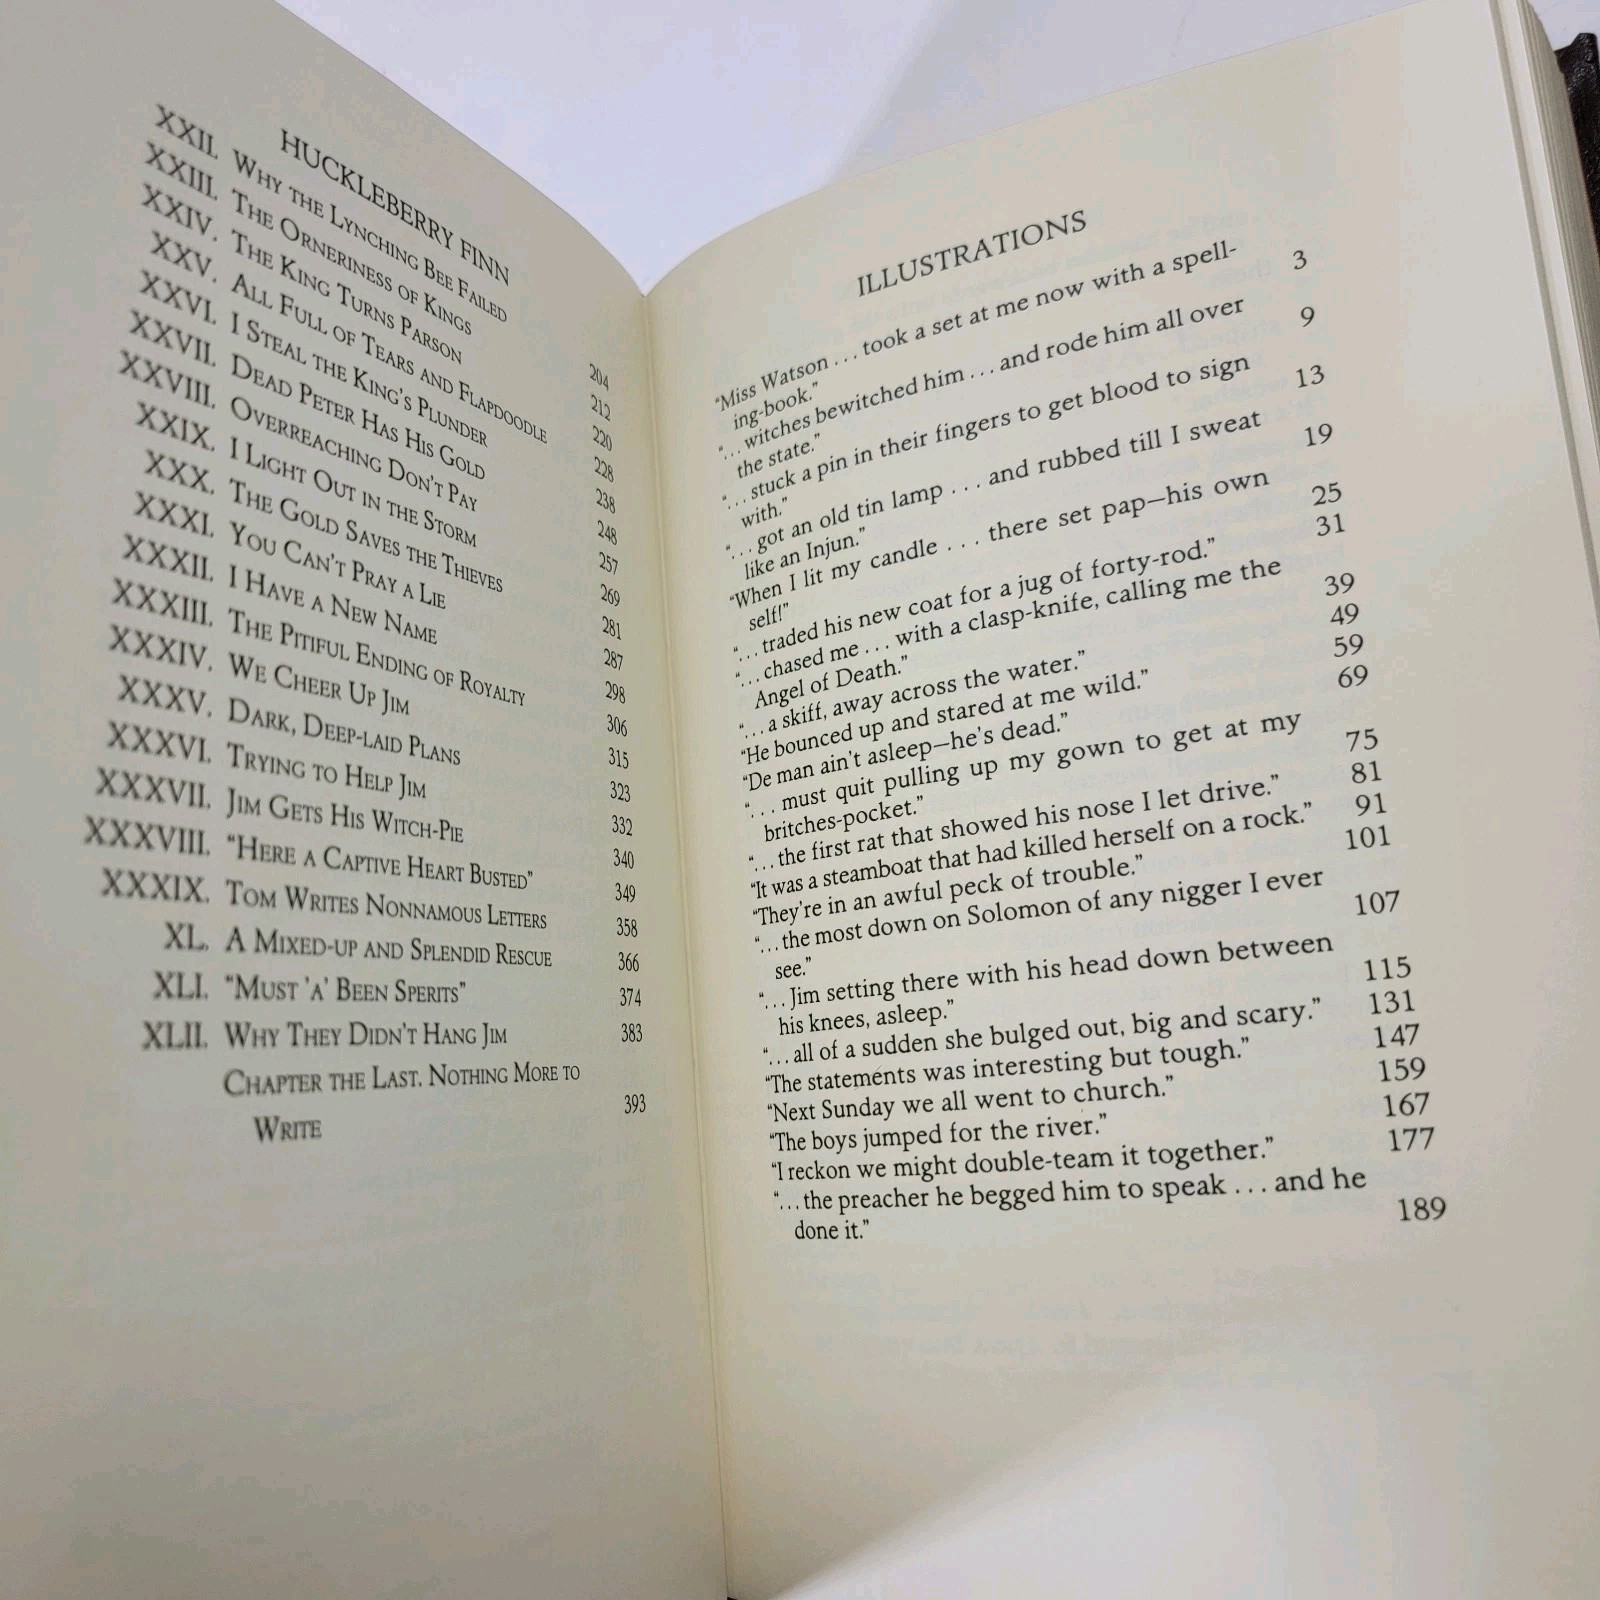 HUCKLEBERRY FINN
XXII. WHY THE LYNCHING BEE FAILED 204
XXIII. THE ORNERINESS OF KINGS 212
XXIV. THE KING TURNS PARSON 220
XXV. ALL FULL OF TEARS AND FLAPDOODLE 228
XXVI. I STEAL THE KING'S PLUNDER 238
XXVII. DEAD PETER HAS HIS GOLD 248
XXVIII. OVERREACHING DON'T PAY 257
XXIX. I LIGHT OUT IN THE STORM 269
XXX. THE GOLD SAVES THE THIEVES 281
XXXI. YOU CAN'T PRAY A LIE 287
XXXII. I HAVE A NEW NAME 298
XXXIII. THE PITIFUL ENDING OF ROYALTY 306
XXXIV. WE CHEER UP JIM 315
XXXV. DARK, DEEP-LAID PLANS 323
XXXVI. TRYING TO HELP JIM 332
XXXVII. JIM GETS HIS WITCH-PIE 340
XXXVIII. "HERE A CAPTIVE HEART BUSTED" 349
XXXIX. TOM WRITES NONNAMOUS LETTERS 358
XL. A MIXED-UP AND SPLENDID RESCUE 366
XLI. "MUST 'A' BEEN SPERITS" 374
XLII. WHY THEY DIDN'T HANG JIM 383
CHAPTER THE LAST. NOTHING MORE TO
WRITE 393
ILLUSTRATIONS
"Miss Watson . . . took a set at me now with a spell-
ing-book." 3
". . . witches bewitched him . . . and rode him all over
the state." 9
". . . stuck a pin in their fingers to get blood to sign
with." 13
". . . got an old tin lamp . . . and rubbed till I sweat
like an Injun." 19
"When I lit my candle . . . there set pap—his own
self!" 25
". . . traded his new coat for a jug of forty-rod." 31
". . . chased me . . . with a clasp-knife, calling me the
Angel of Death." 39
". . . a skiff, away across the water." 49
"He bounced up and stared at me wild." 59
"De man ain't asleep—he's dead." 69
". . . must quit pulling up my gown to get at my
britches-pocket." 75
". . . the first rat that showed his nose I let drive." 81
"It was a steamboat that had killed herself on a rock." 91
"They're in an awful peck of trouble." 101
". . . the most down on Solomon of any nigger I ever
see." 107
". . . Jim setting there with his head down between
his knees, asleep." 115
". . . all of a sudden she bulged out, big and scary." 131
"The statements was interesting but tough." 147
"Next Sunday we all went to church." 159
"The boys jumped for the river." 167
"I reckon we might double-team it together." 177
". . . the preacher he begged him to speak . . . and he
done it." 189